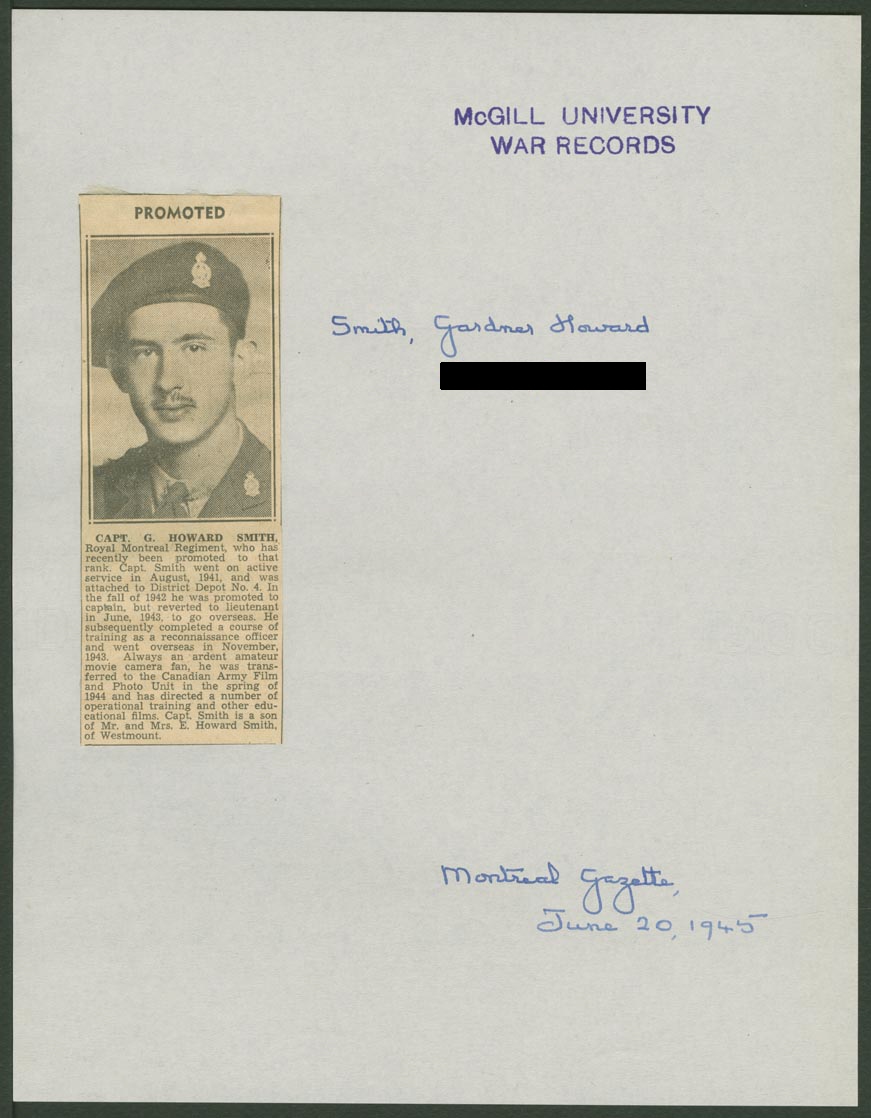 McGILL UNIVERSITY
WAR RECORDS
PROMOTED
Smith, Gardner Howard
CAPT. G. HOWARD SMITH,
Royal Montreal Regiment, who has
recently been promoted to that
rank. Capt. Smith went on active
service in August, 1941, and was
attached to District Depot No. 4. In
the fall of 1942 he was promoted to
captain, but reverted to lieutenant
in June, 1943, to go overseas. He
subsequently completed a course of
training as a reconnaissance officer
and went overseas in November,
1943. Always an ardent amateur
movie camera fan, he was trans-
ferred to the Canadian Army Film
and Photo Unit in the spring of
1944 and has directed a number of
operational training and other edu-
cational films. Capt. Smith is a son
of Mr. and Mrs. E. Howard Smith,
of Westmount.
Montreal Gazette,
June 20, 1945